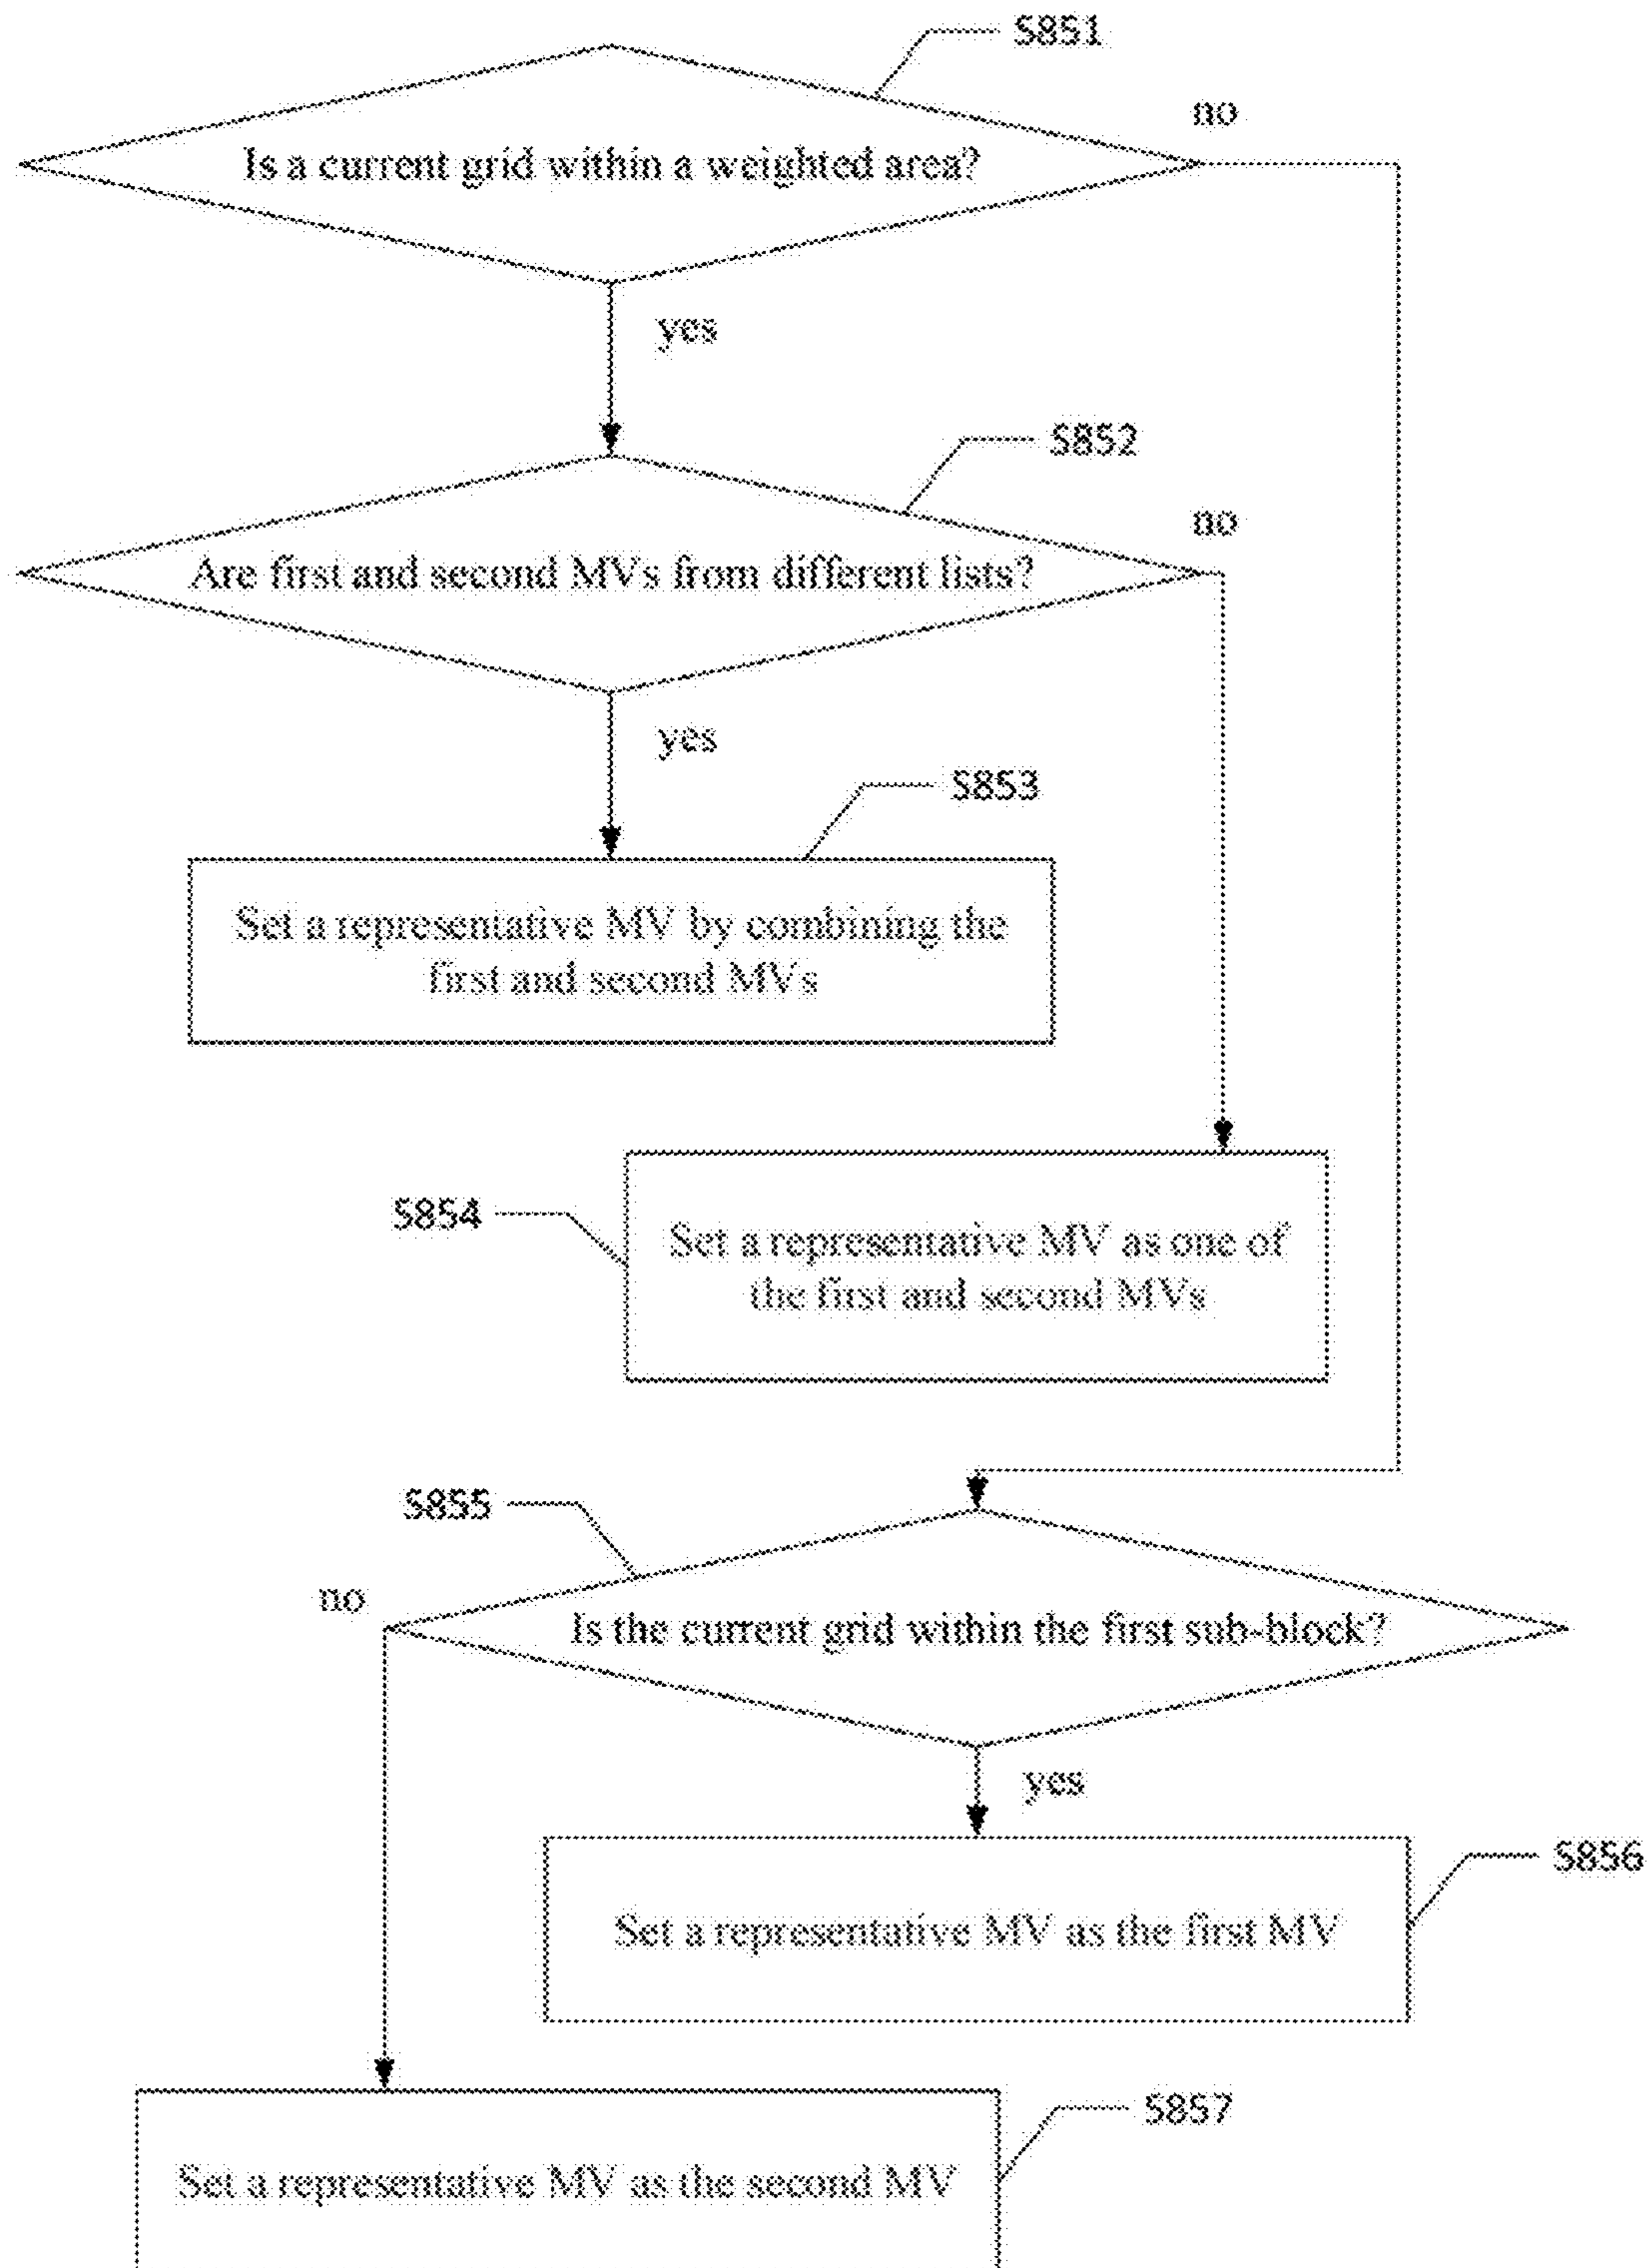 S851
no
Is a current grid within a weighted area?
yes
S852
no
Are first and second MVs from different lists?
yes
S853
Set a representative MV by combining the
first and second MVs
S854
Set a representative MV as one of
the first and second MVs
S855
no
Is the current grid within the first sub-block?
yes
S856
Set a representative MV as the first MV
S857
Set a representative MV as the second MV